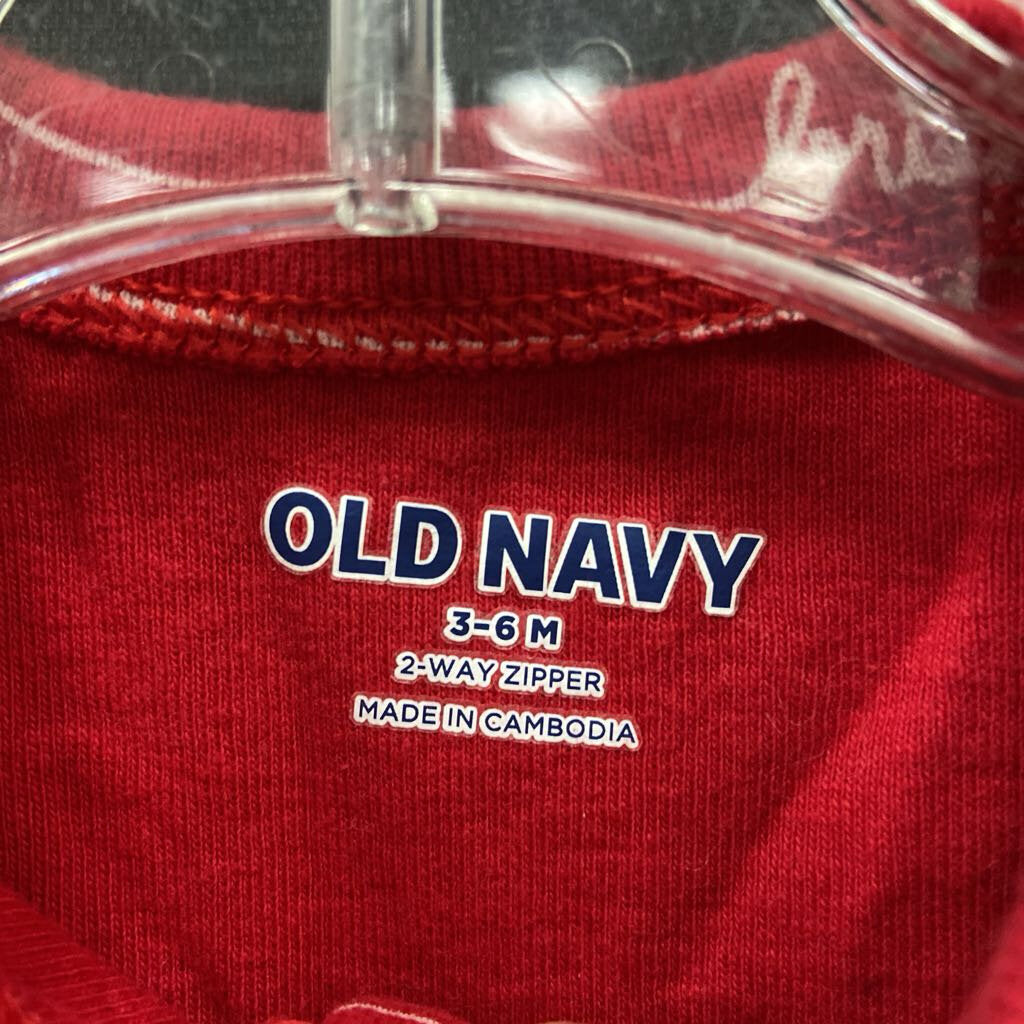 OLD NAVY
3-6 M
2-WAY ZIPPER
MADE IN CAMBODIA